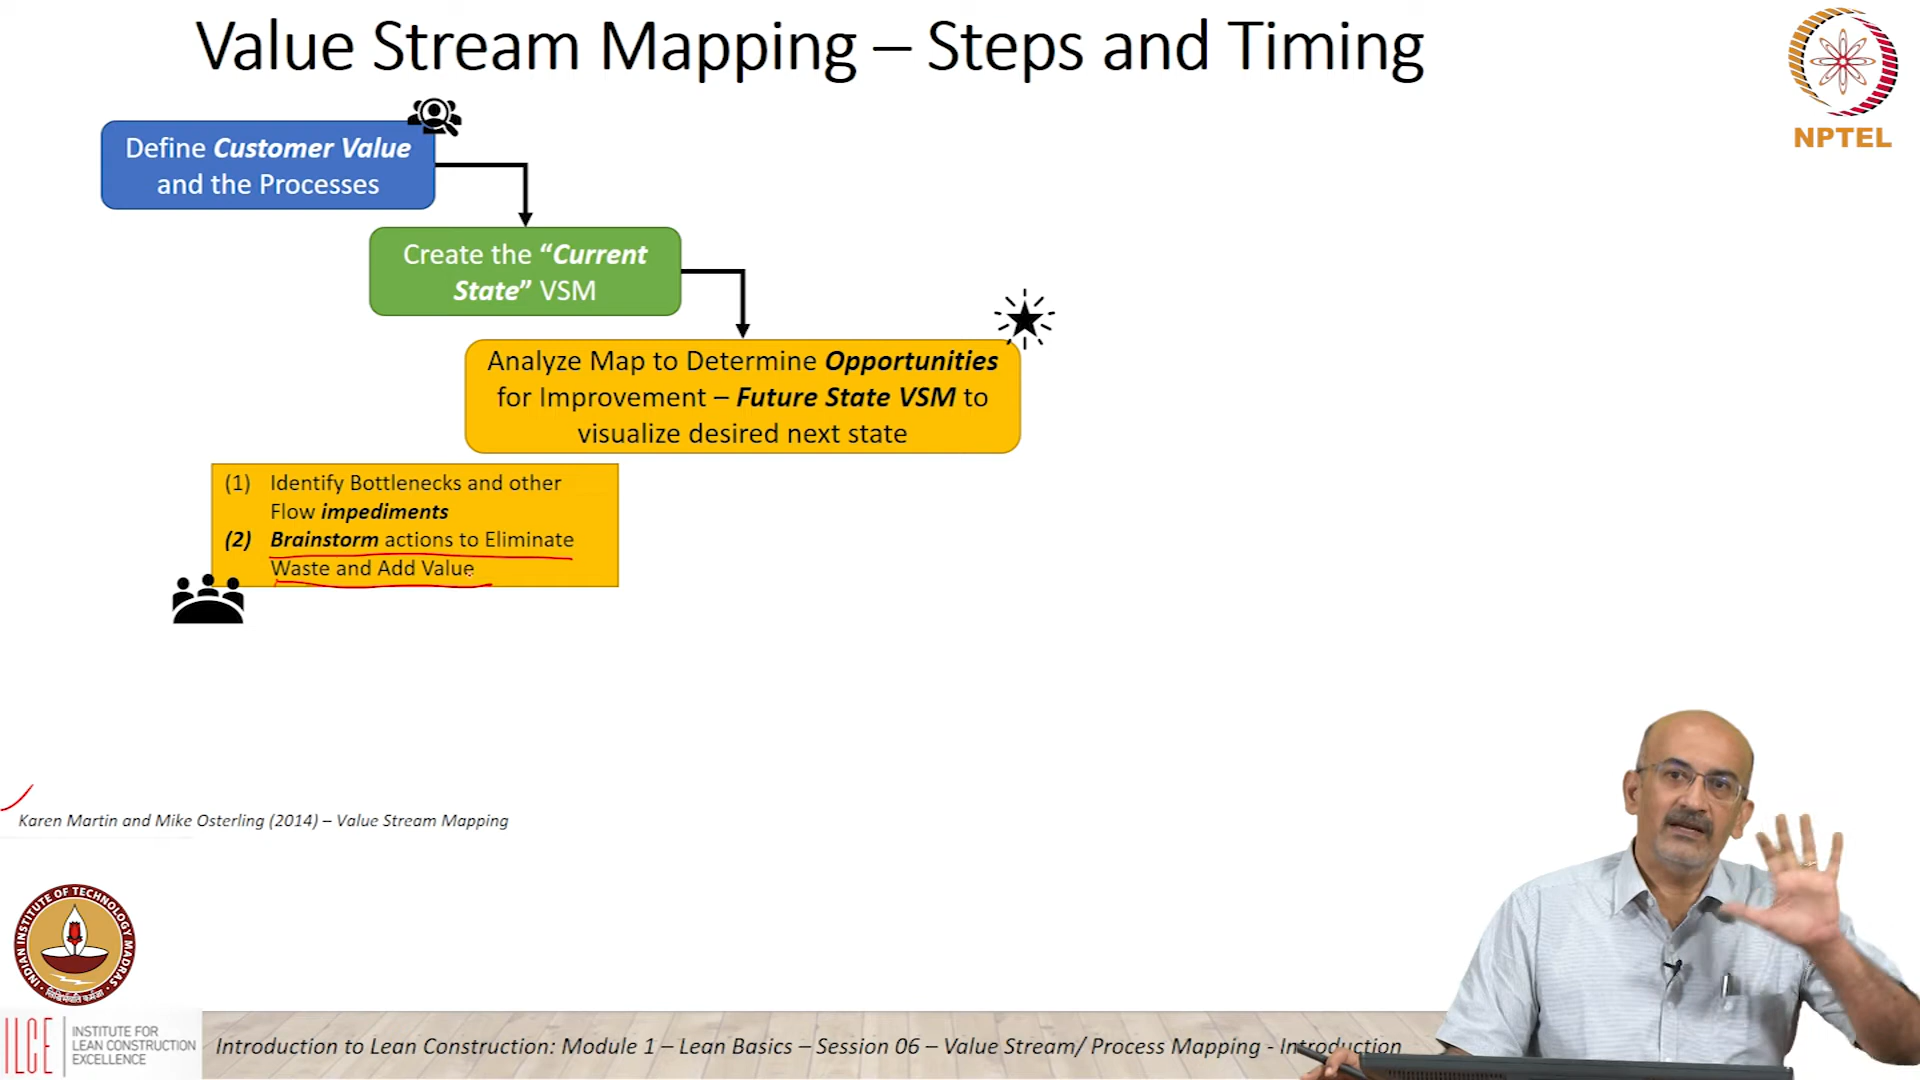 Value Stream Mapping – Steps and Timing
NPTEL
Define Customer Value
and the Processes
Create the “Current
State” VSM
Analyze Map to Determine Opportunities
for Improvement – Future State VSM to
visualize desired next state
(1) Identify Bottlenecks and other
Flow impediments
(2) Brainstorm actions to Eliminate
Waste and Add Value
Karen Martin and Mike Osterling (2014) – Value Stream Mapping
INDIAN INSTITUTE OF TECHNOLOGY MADRAS
ILCE
INSTITUTE FOR
LEAN CONSTRUCTION
EXCELLENCE
Introduction to Lean Construction: Module 1 – Lean Basics – Session 06 – Value Stream/ Process Mapping - Introduction